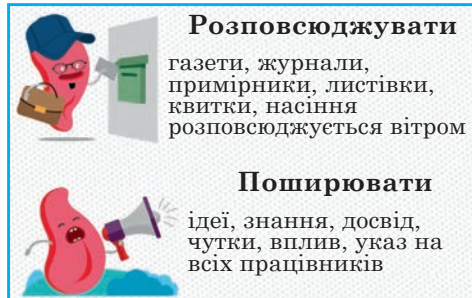 Розповсюджувати
газети, журнали,
примірники, листівки,
квитки, насіння
розповсюджується вітром
Поширювати
ідеї, знання, досвід,
чутки, вплив, указ на
всіх працівників